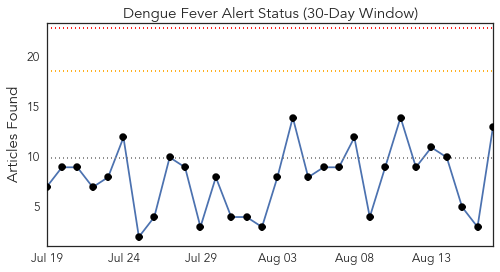 Dengue Fever Alert Status (30-Day Window)
Articles Found
20
15
10
5
Jul 19
Jul 24
Jul 29
Aug 03
Aug 08
Aug 13